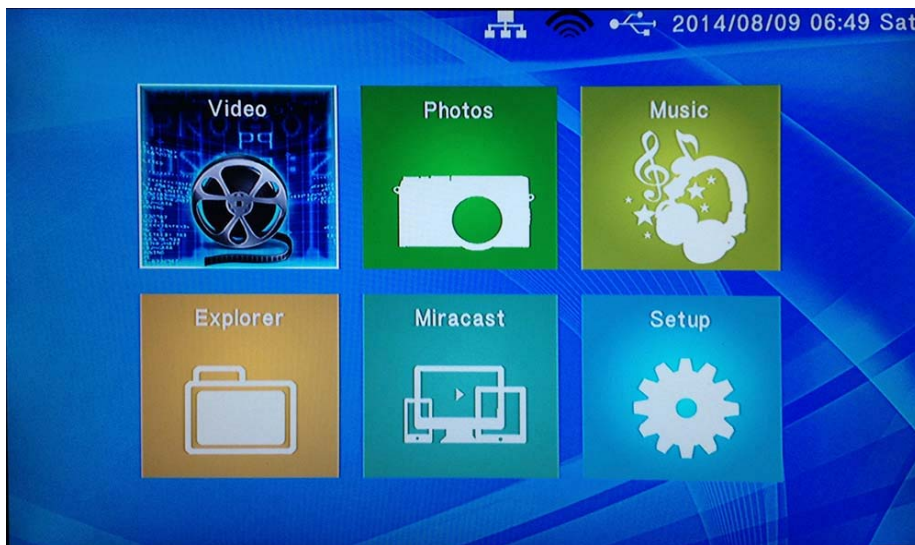 2014/08/09 06:49 Sat
Video
Photos
Music
Explorer
Miracast
Setup